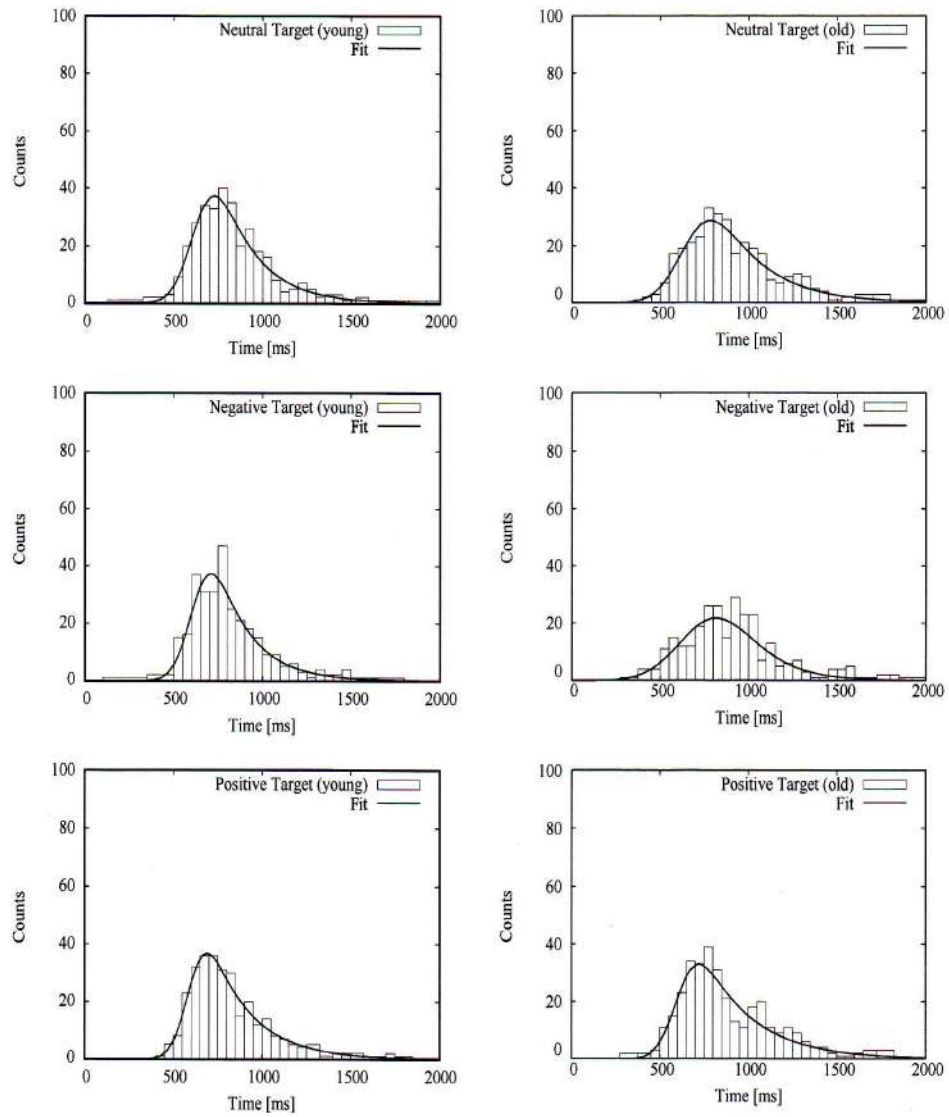 100
80
60
40
20
0
Counts
Neutral Target (young)
Fit
0 500 1000 1500 2000
Time [ms]
100
80
60
40
20
0
Counts
Neutral Target (old)
Fit
0 500 1000 1500 2000
Time [ms]
100
80
60
40
20
0
Counts
Negative Target (young)
Fit
0 500 1000 1500 2000
Time [ms]
100
80
60
40
20
0
Counts
Negative Target (old)
Fit
0 500 1000 1500 2000
Time [ms]
100
80
60
40
20
0
Counts
Positive Target (young)
Fit
0 500 1000 1500 2000
Time [ms]
100
80
60
40
20
0
Counts
Positive Target (old)
Fit
0 500 1000 1500 2000
Time [ms]